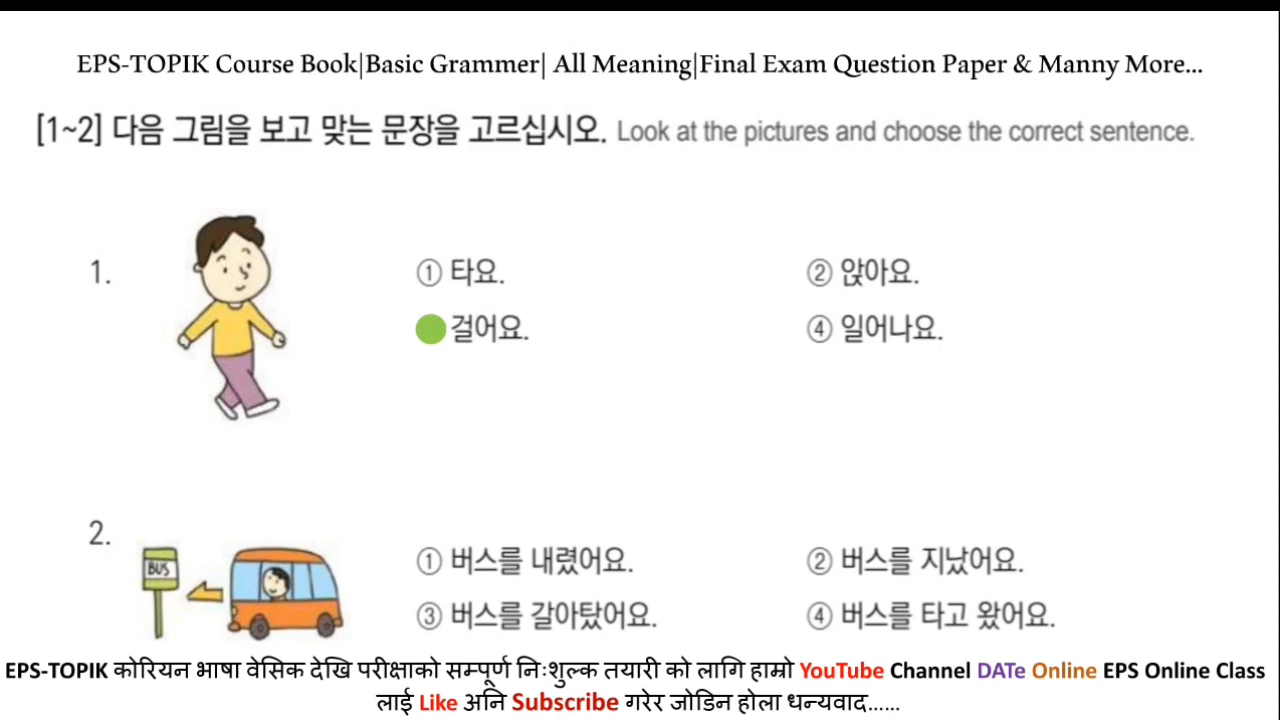 EPS-TOPIK Course Book|Basic Grammer| All Meaning|Final Exam Question Paper & Manny More...
[1~2] 다음 그림을 보고 맞는 문장을 고르십시오. Look at the pictures and choose the correct sentence.
1.
① 타요. ② 앉아요.
걸어요. ④ 일어나요.
2.
BUS
① 버스를 내렸어요. ② 버스를 지났어요.
③ 버스를 갈아탔어요. ④ 버스를 타고 왔어요.
EPS-TOPIK कोरियन भाषा वेसिक देखि परीक्षाको सम्पूर्ण निःशुल्क तयारी को लागि हाम्रो YouTube Channel DATe Online EPS Online Class
लाई Like अनि Subscribe गरेर जोडिन होला धन्यवाद......